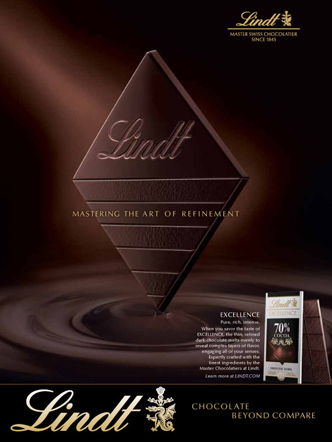 Lindt
MASTER SWISS CHOCOLATIER
SINCE 1845
Lindt
MASTERING THE ART OF REFINEMENT
EXCELLENCE
Pure, rich, intense.
When you savor the taste of
EXCELLENCE, the thin, refined
dark chocolate melts evenly to
reveal complex layers of flavor,
engaging all of your senses.
Expertly crafted with the
finest ingredients by the
Master Chocolatiers at Lindt.
Learn more at LINDT.COM
Lindt
EXCELLENCE
70%
COCOA
Lindt
CHOCOLATE
BEYOND COMPARE